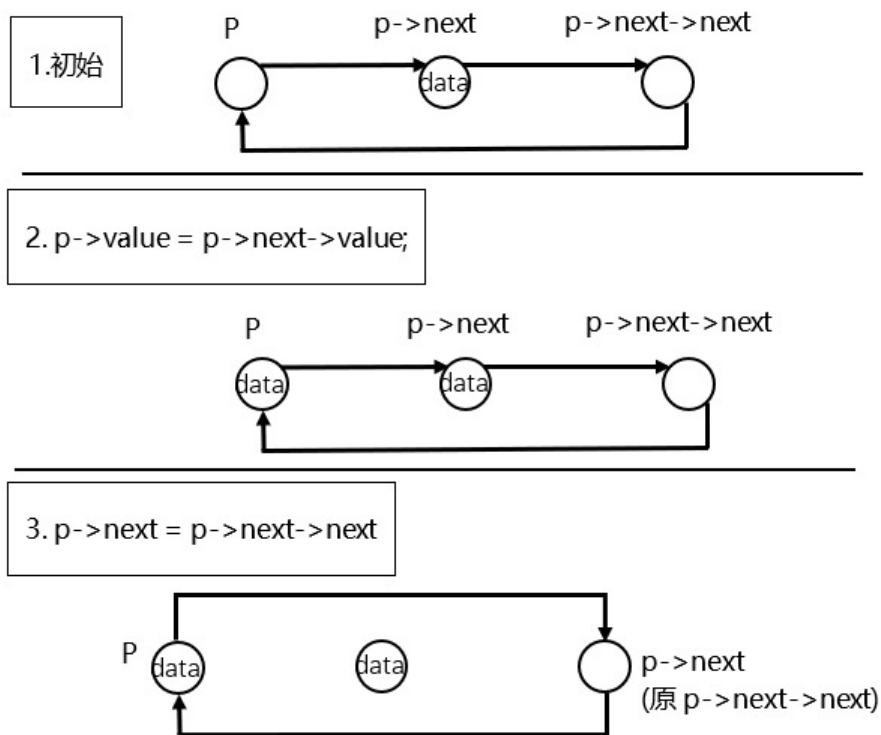 1.初始
P
p->next
p->next->next
data
2. p->value = p->next->value;
P
p->next
p->next->next
data
data
3. p->next = p->next->next
P
data
data
p->next
(原 p->next->next)